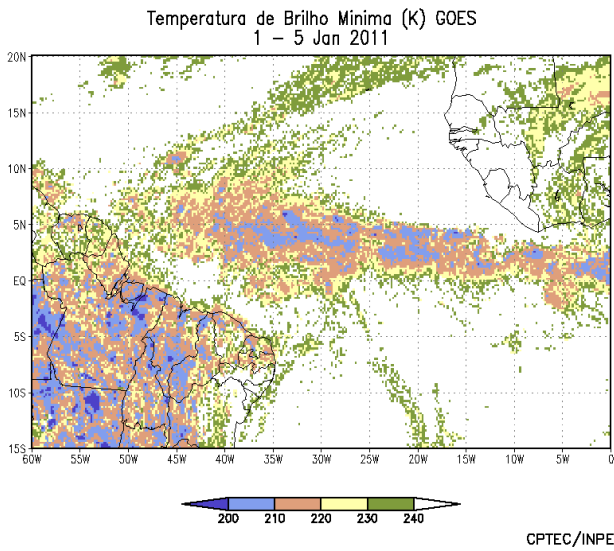 Temperatura de Brilho Minima (K) GOES
1 – 5 Jan 2011
20N
15N
10N
5N
EQ
5S
10S
15S
60W 55W 50W 45W 40W 35W 30W 25W 20W 15W 10W 5W 0
200 210 220 230 240
CPTEC/INPE